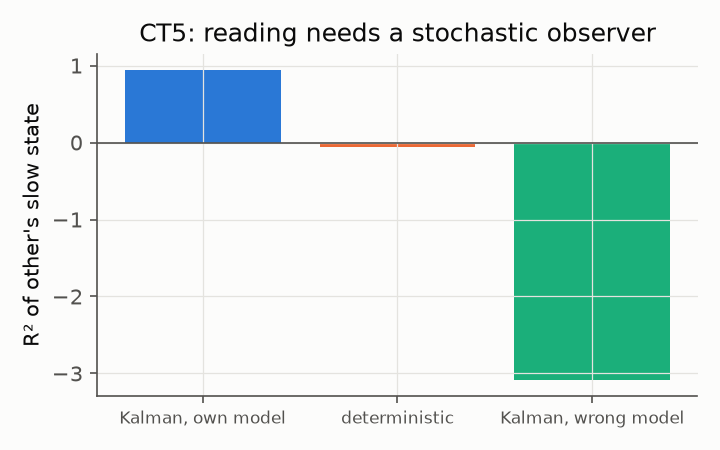 CT5: reading needs a stochastic observer
R² of other's slow state
1
0
−1
−2
−3
Kalman, own model
deterministic
Kalman, wrong model